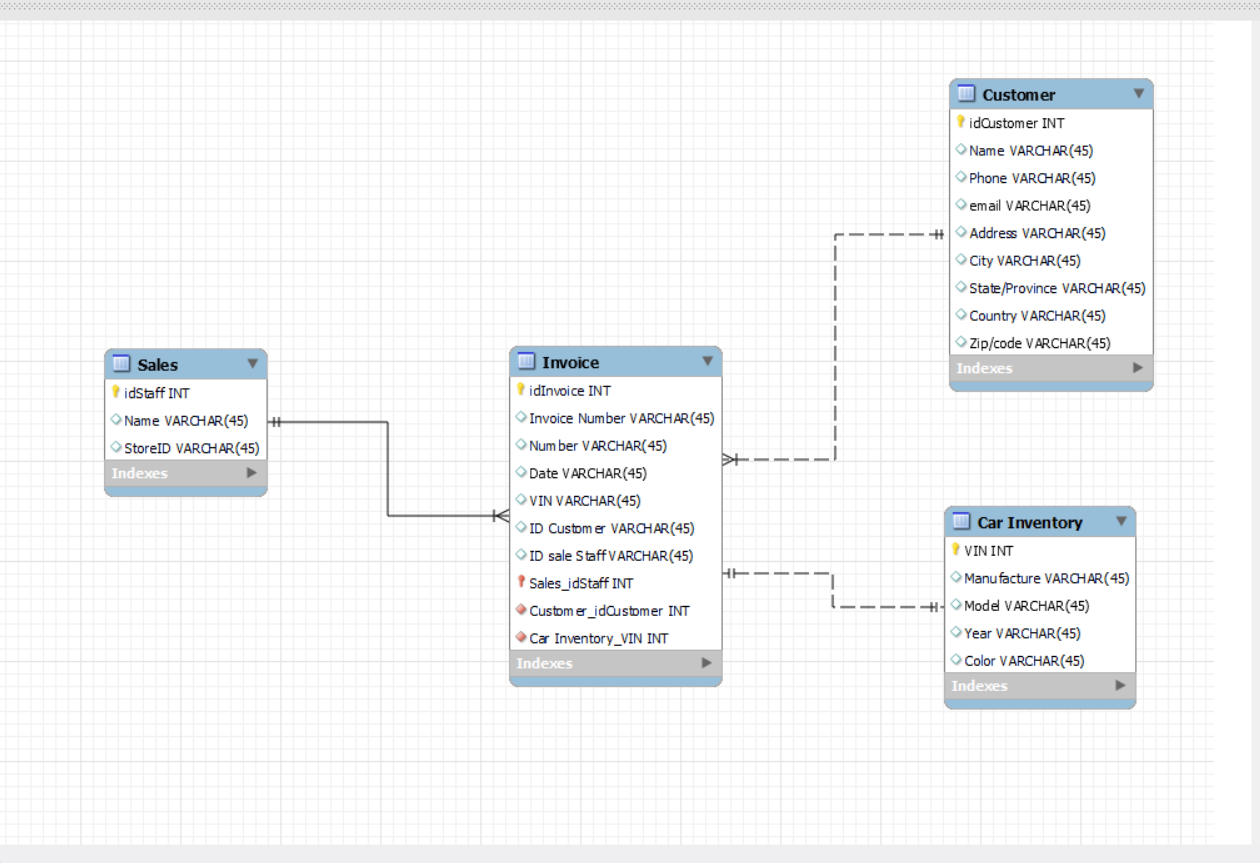 Customer
idCustomer INT
Name VARCHAR(45)
Phone VARCHAR(45)
email VARCHAR(45)
Address VARCHAR(45)
City VARCHAR(45)
State/Province VARCHAR(45)
Country VARCHAR(45)
Zip/code VARCHAR(45)
Indexes
Sales
idStaff INT
Name VARCHAR(45)
StoreID VARCHAR(45)
Indexes
Invoice
idInvoice INT
Invoice Number VARCHAR(45)
Number VARCHAR(45)
Date VARCHAR(45)
VIN VARCHAR(45)
ID Customer VARCHAR(45)
ID sale Staff VARCHAR(45)
Sales_idStaff INT
Customer_idCustomer INT
Car Inventory_VIN INT
Indexes
Car Inventory
VIN INT
Manufacture VARCHAR(45)
Model VARCHAR(45)
Year VARCHAR(45)
Color VARCHAR(45)
Indexes